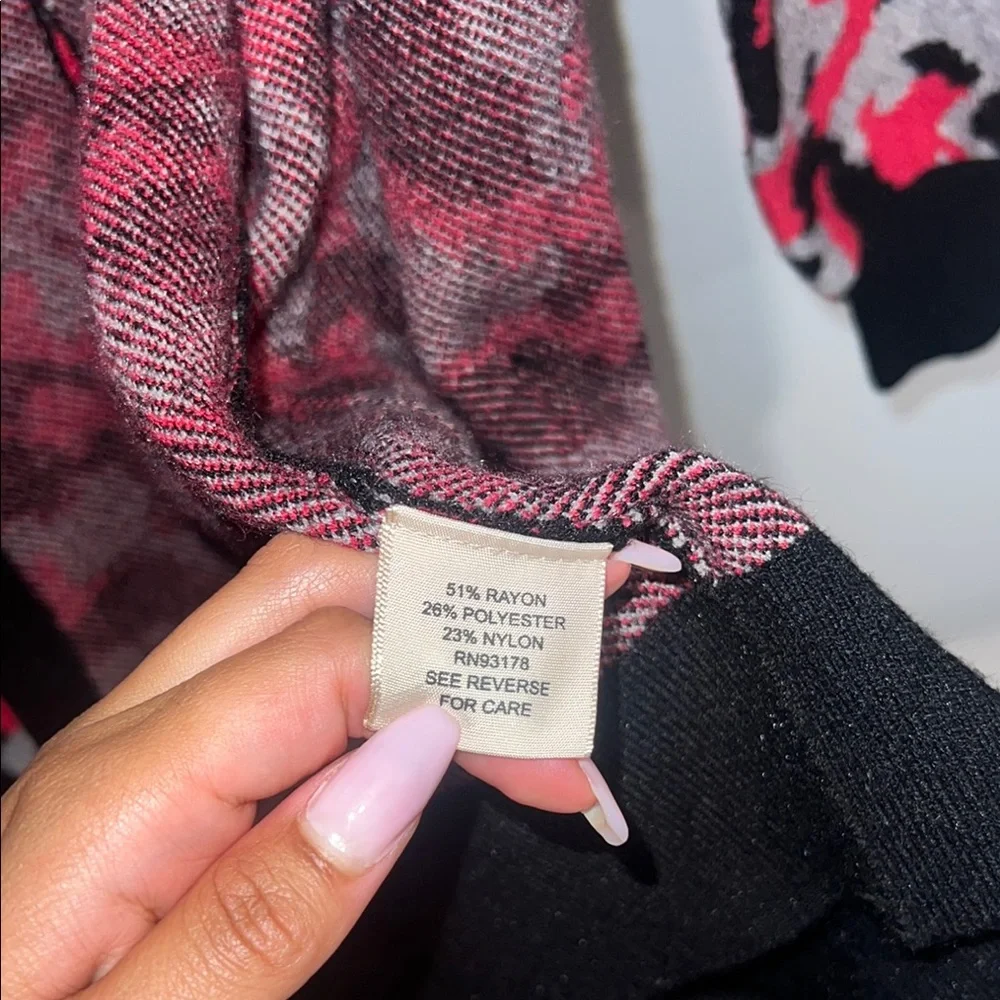 51% RAYON
26% POLYESTER
23% NYLON
RN93178
SEE REVERSE
FOR CARE